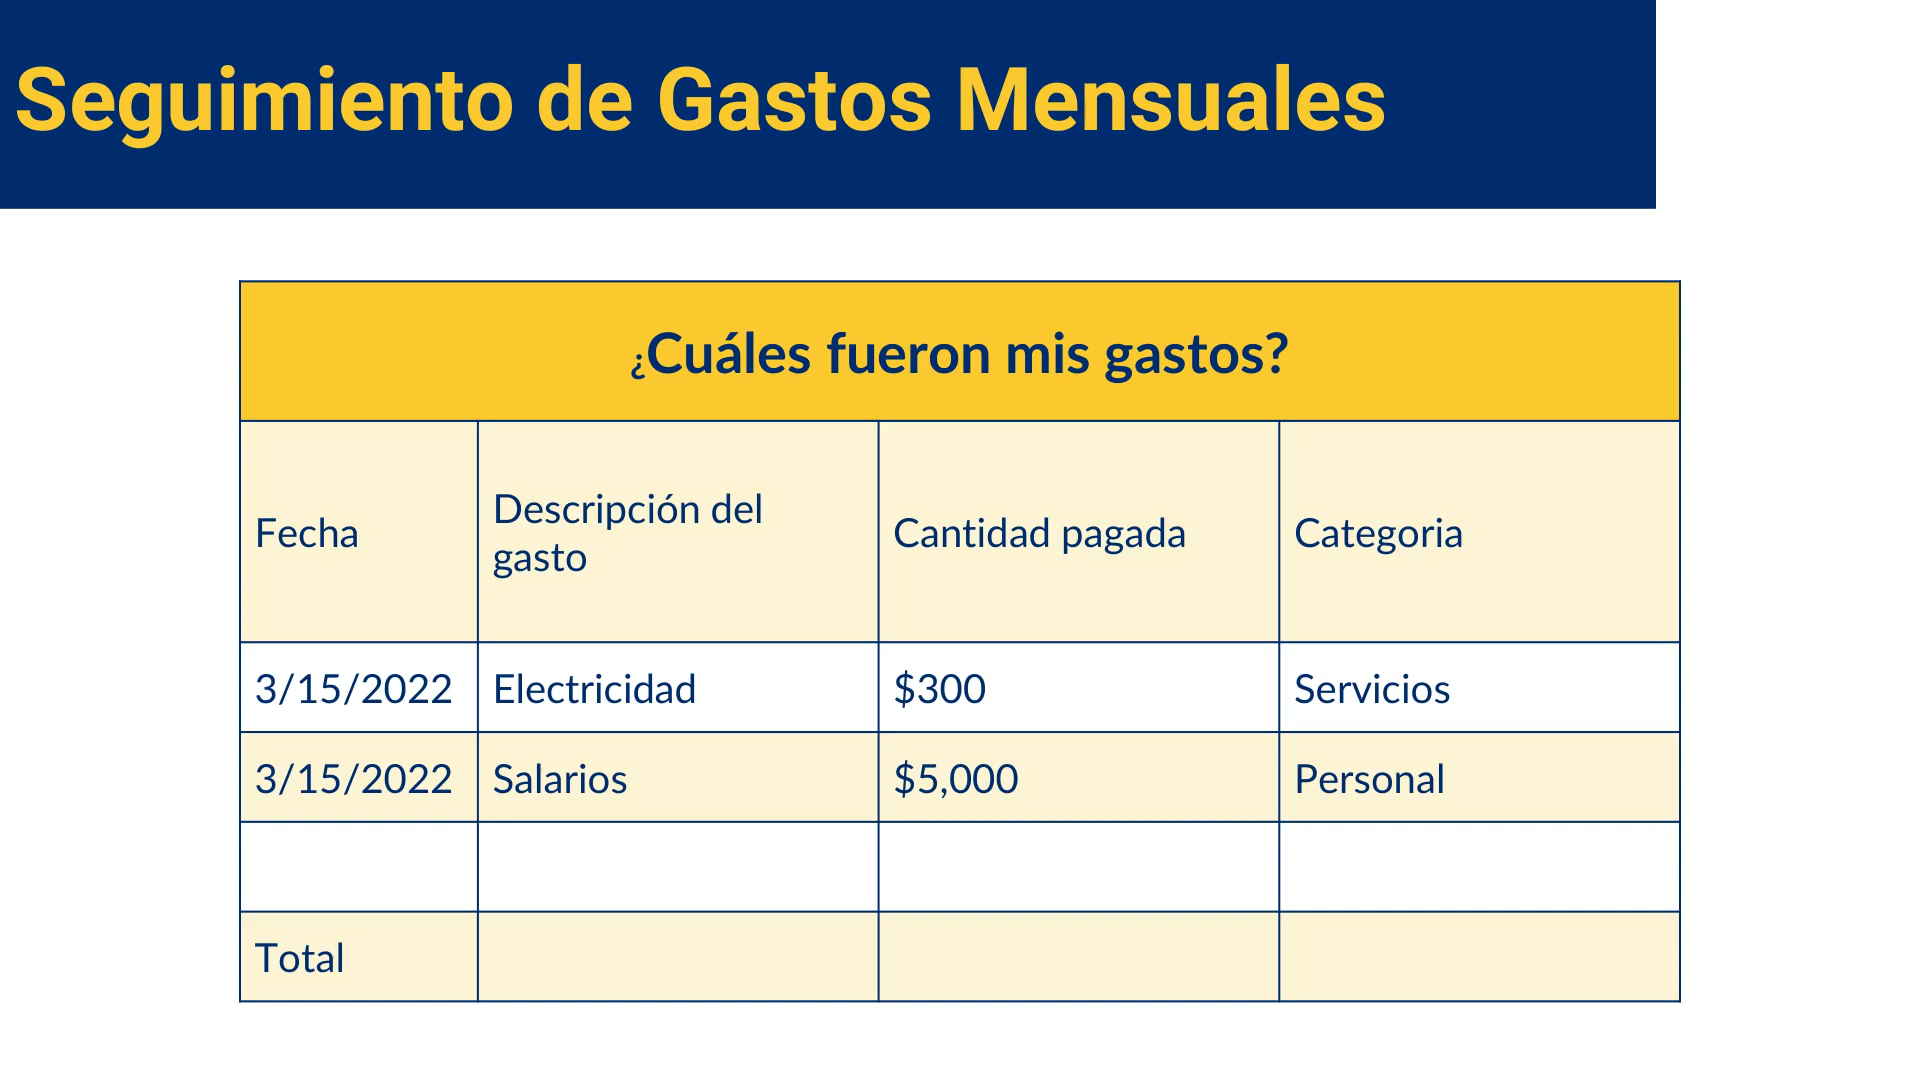 Seguimiento de Gastos Mensuales
¿Cuáles fueron mis gastos?
Fecha
Descripción del
gasto
Cantidad pagada
Categoria
3/15/2022 Electricidad $300 Servicios
3/15/2022 Salarios $5,000 Personal
Total